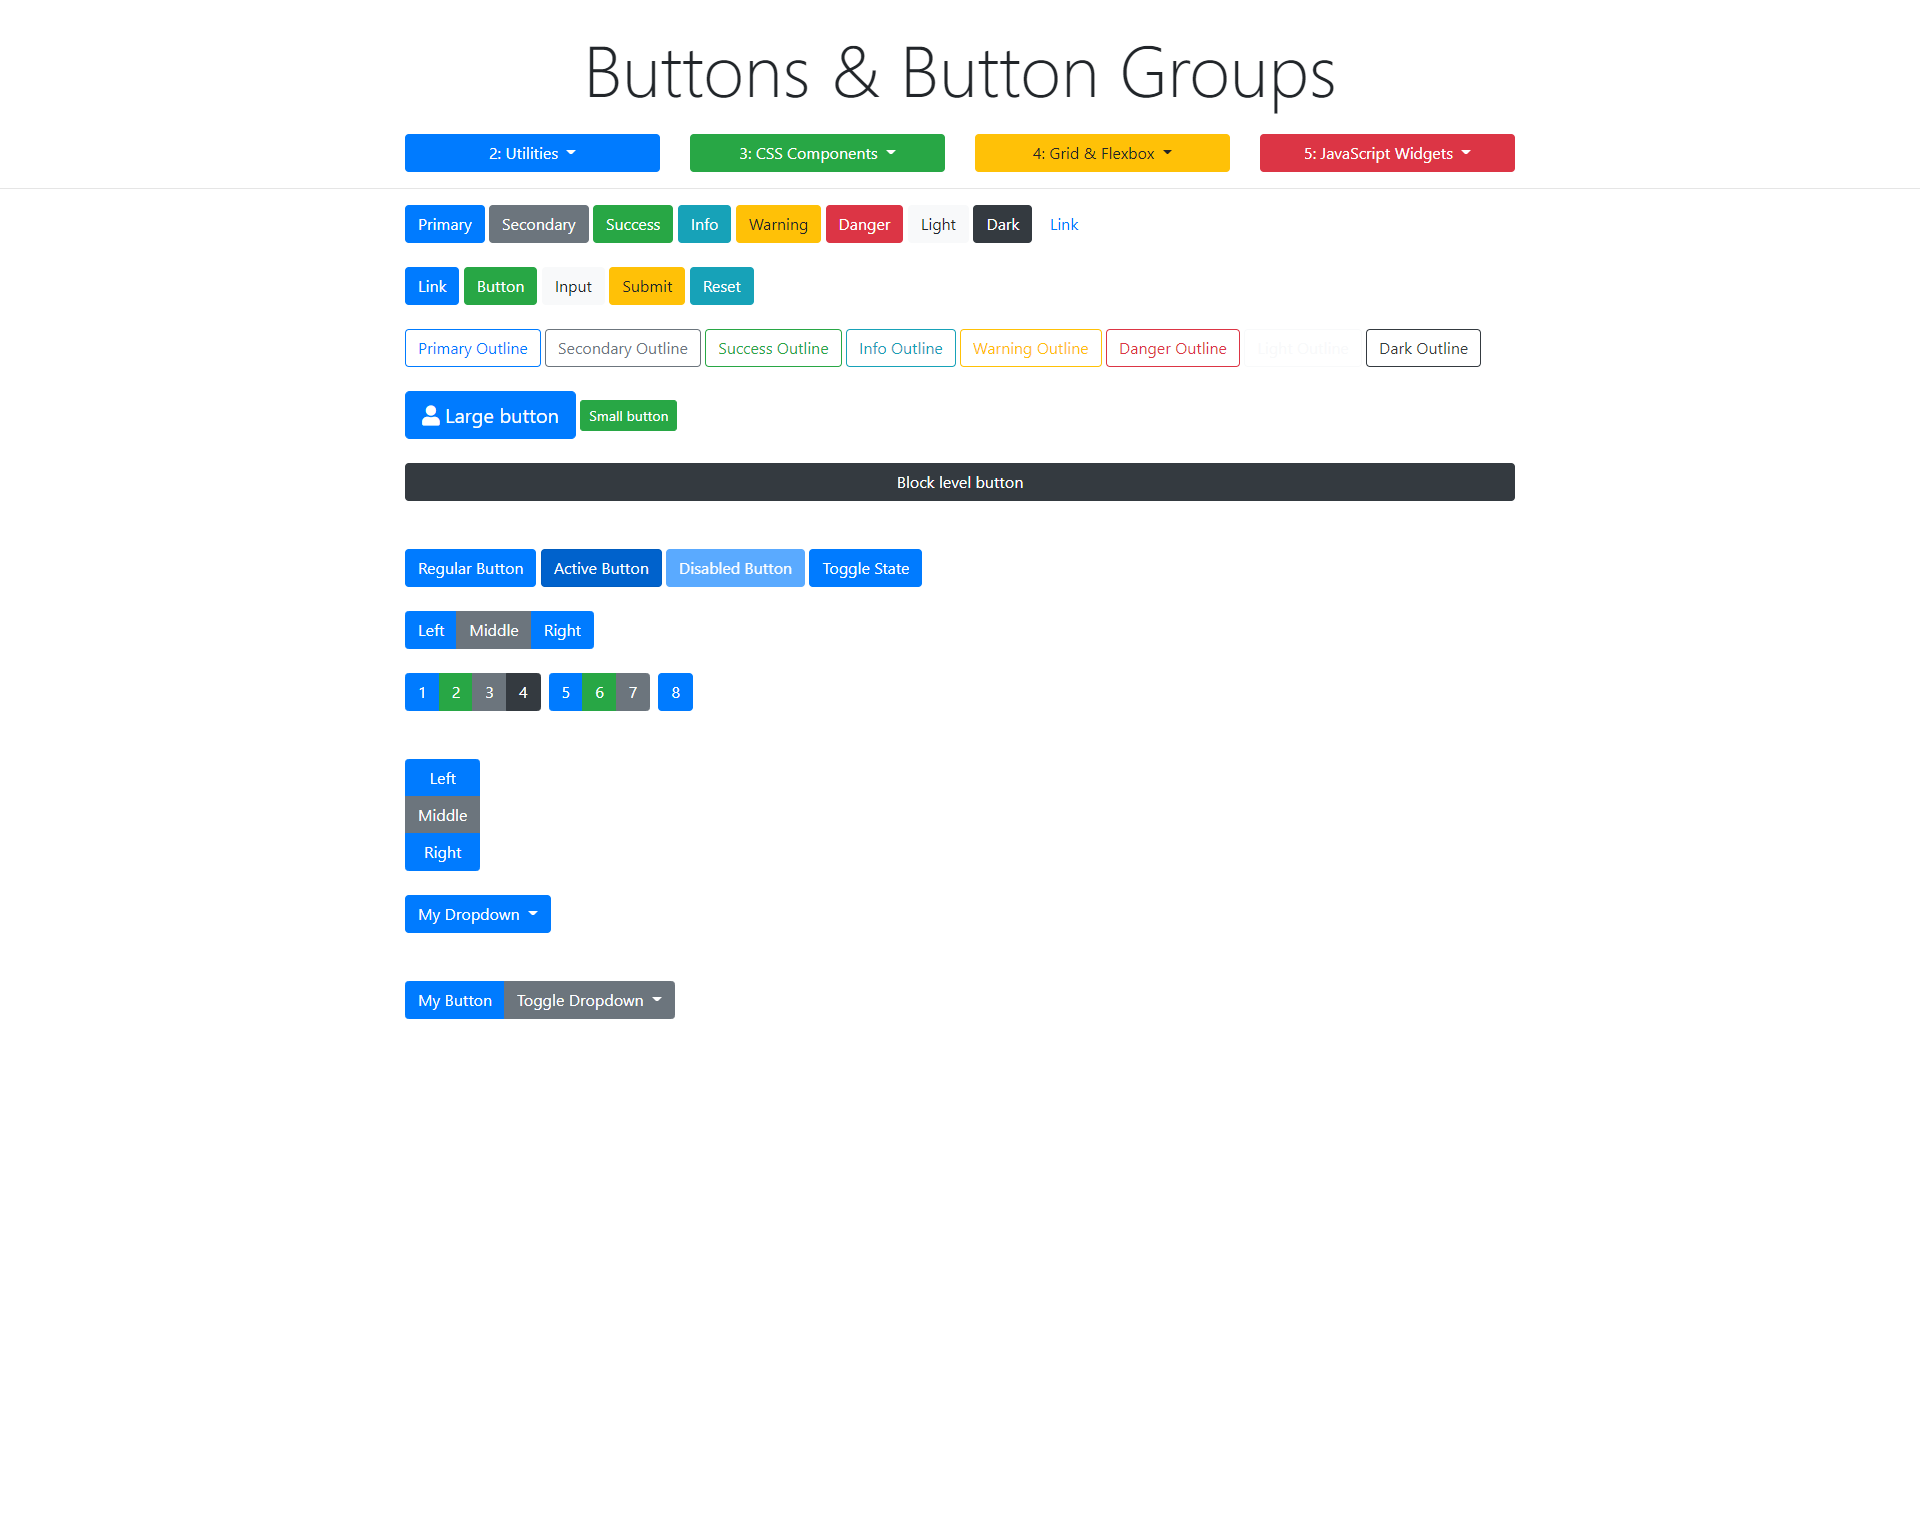 Buttons & Button Groups
2: Utilities 3: CSS Components 4: Grid & Flexbox 5: JavaScript Widgets
Primary Secondary Success Info Warning Danger Light Dark Link
Link Button Input Submit Reset
Primary Outline Secondary Outline Success Outline Info Outline Warning Outline Danger Outline Light Outline Dark Outline
Large button Small button
Block level button
Regular Button Active Button Disabled Button Toggle State
Left Middle Right
1 2 3 4 5 6 7 8
Left
Middle
Right
My Dropdown
My Button Toggle Dropdown